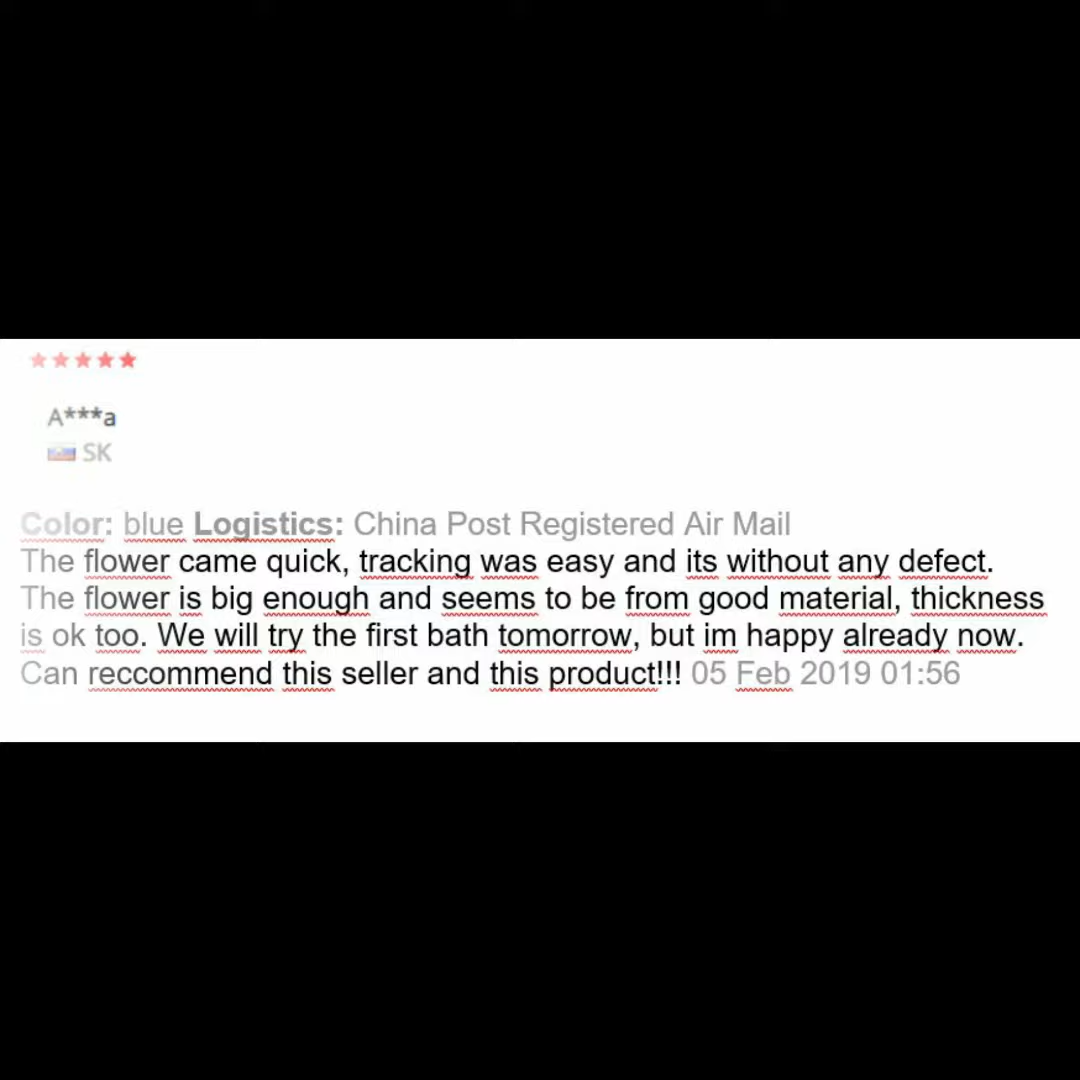 A***a
SK
Color: blue Logistics: China Post Registered Air Mail
The flower came quick, tracking was easy and its without any defect.
The flower is big enough and seems to be from good material, thickness
is ok too. We will try the first bath tomorrow, but im happy already now.
Can reccommend this seller and this product!!! 05 Feb 2019 01:56